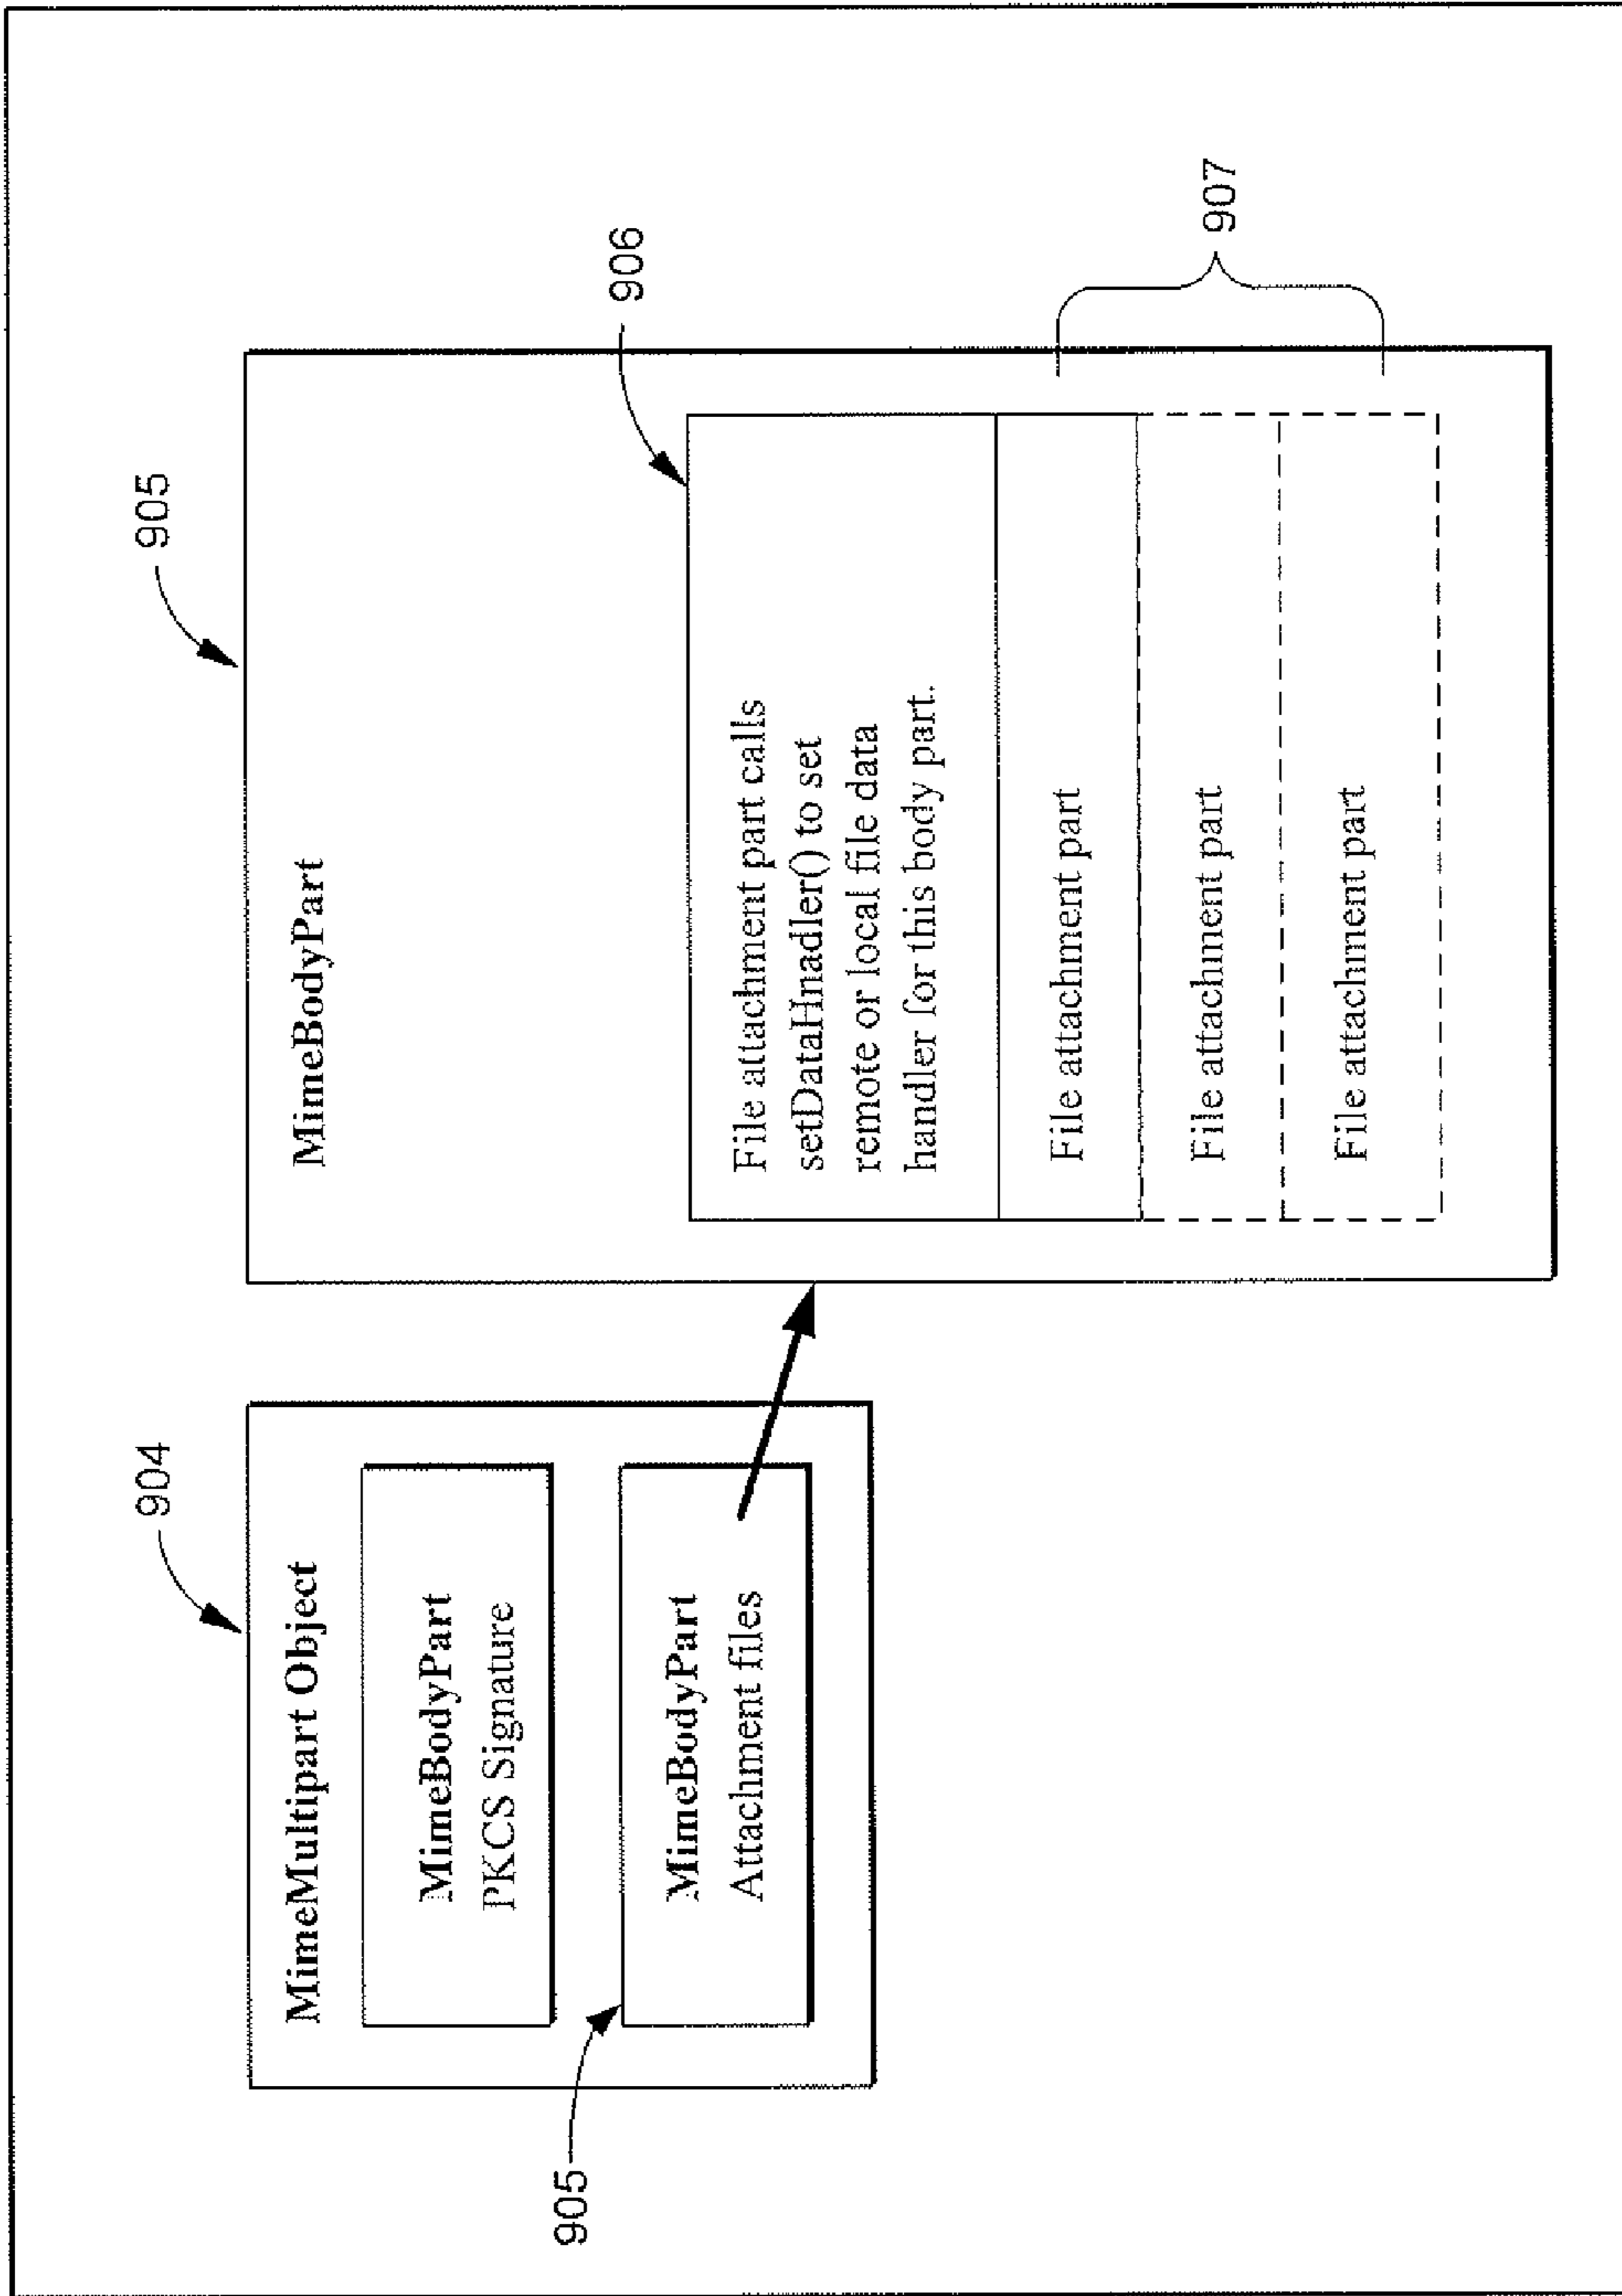 904
MimeMultipart Object
MimeBodyPart
PKCS Signature
905
MimeBodyPart
Attachment files
905
MimeBodyPart
906
File attachment part calls
setDataHnadler() to set
remote or local file data
handler for this body part.
File attachment part
File attachment part
File attachment part
907